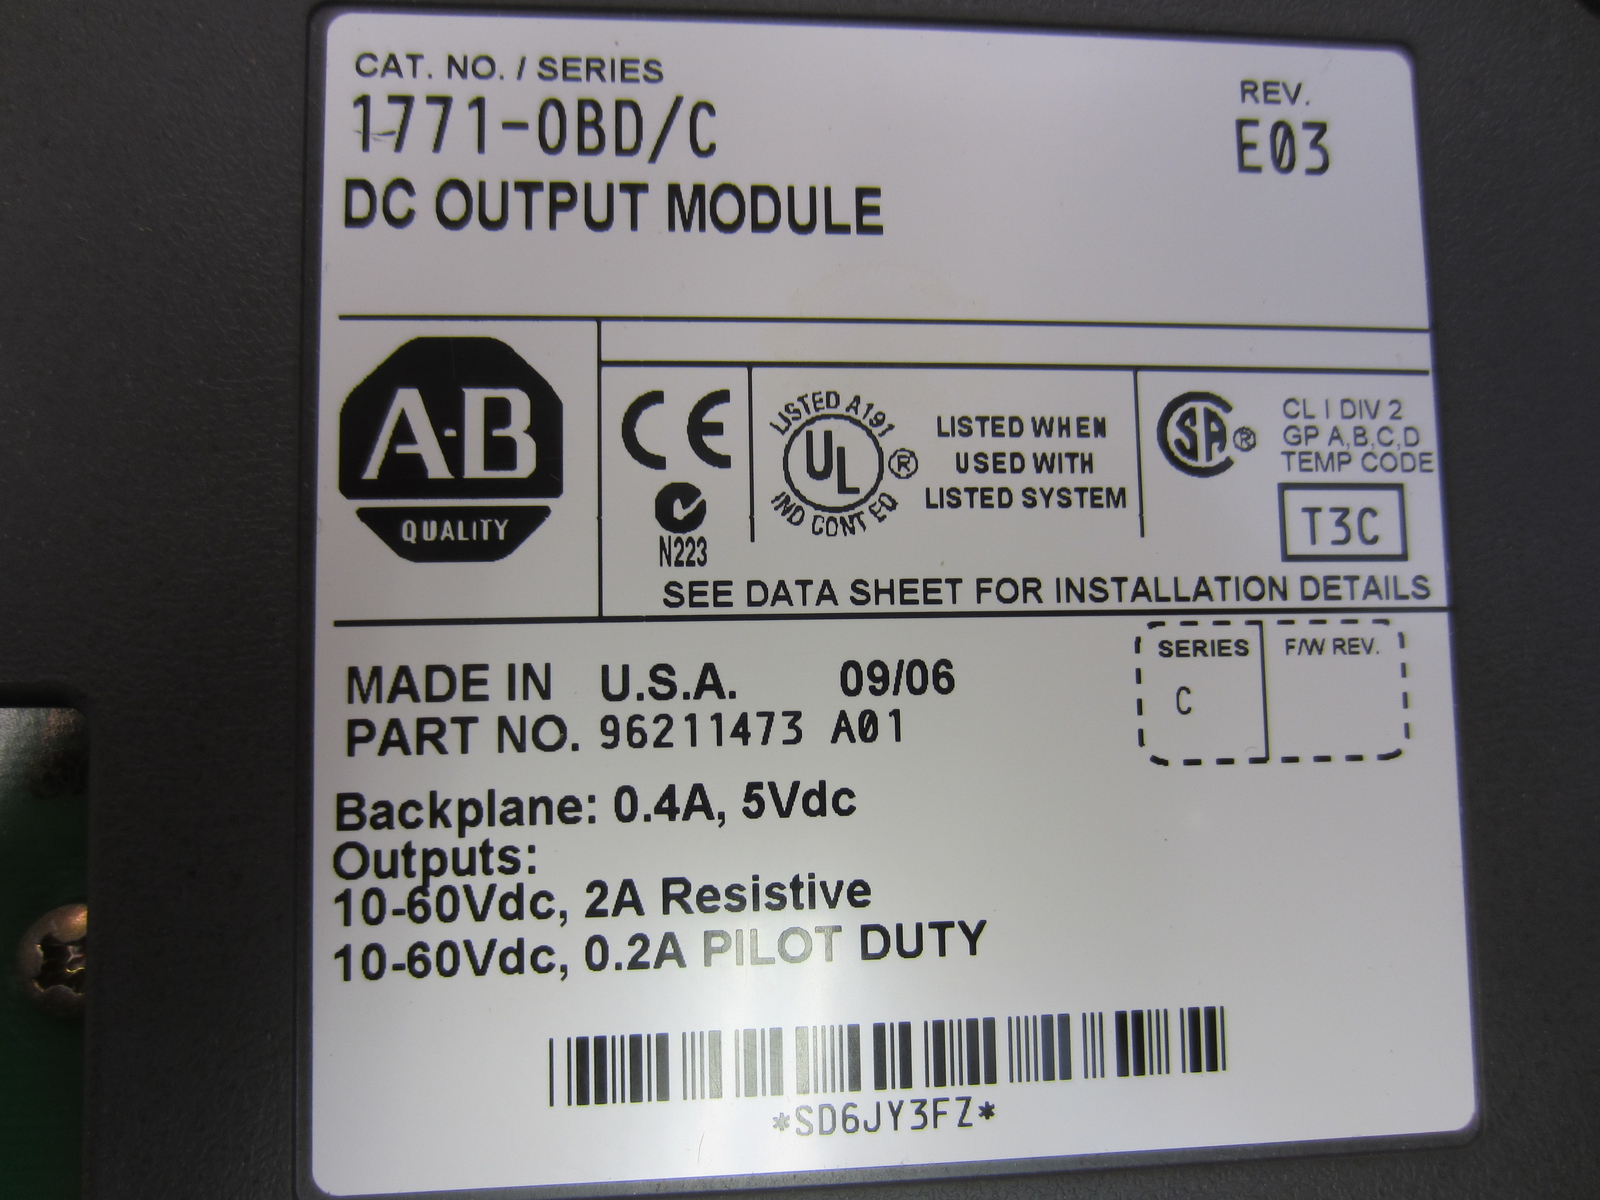 CAT. NO. / SERIES
1771-OBD/C
REV.
E03
DC OUTPUT MODULE
A-B
QUALITY
CE
N223
LISTED A191
UL ®
IND CONT EQ
LISTED WHEN
USED WITH
LISTED SYSTEM
SA ®
CL I DIV 2
GP A,B,C,D
TEMP CODE
T3C
SEE DATA SHEET FOR INSTALLATION DETAILS
MADE IN U.S.A. 09/06
PART NO. 96211473 A01
SERIES
C
F/W REV.
Backplane: 0.4A, 5Vdc
Outputs:
10-60Vdc, 2A Resistive
10-60Vdc, 0.2A PILOT DUTY
*SD6JY3FZ*